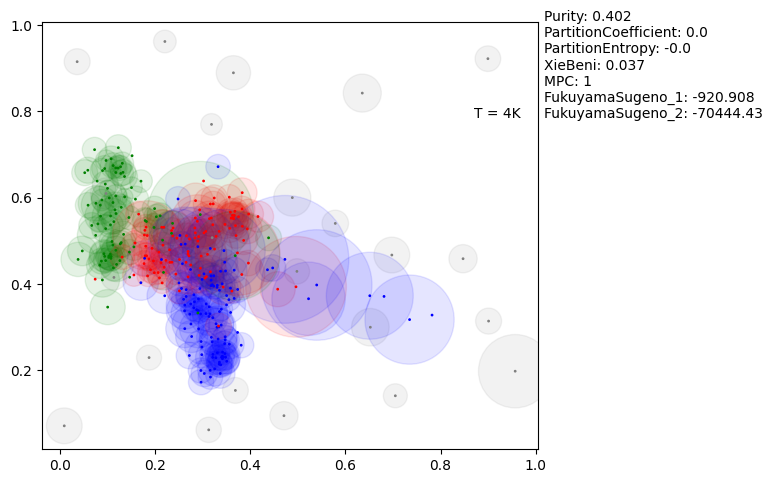 Purity: 0.402
PartitionCoefficient: 0.0
PartitionEntropy: -0.0
XieBeni: 0.037
MPC: 1
FukuyamaSugeno_1: -920.908
FukuyamaSugeno_2: -70444.43
T = 4K
1.0
0.8
0.6
0.4
0.2
0.0 0.2 0.4 0.6 0.8 1.0